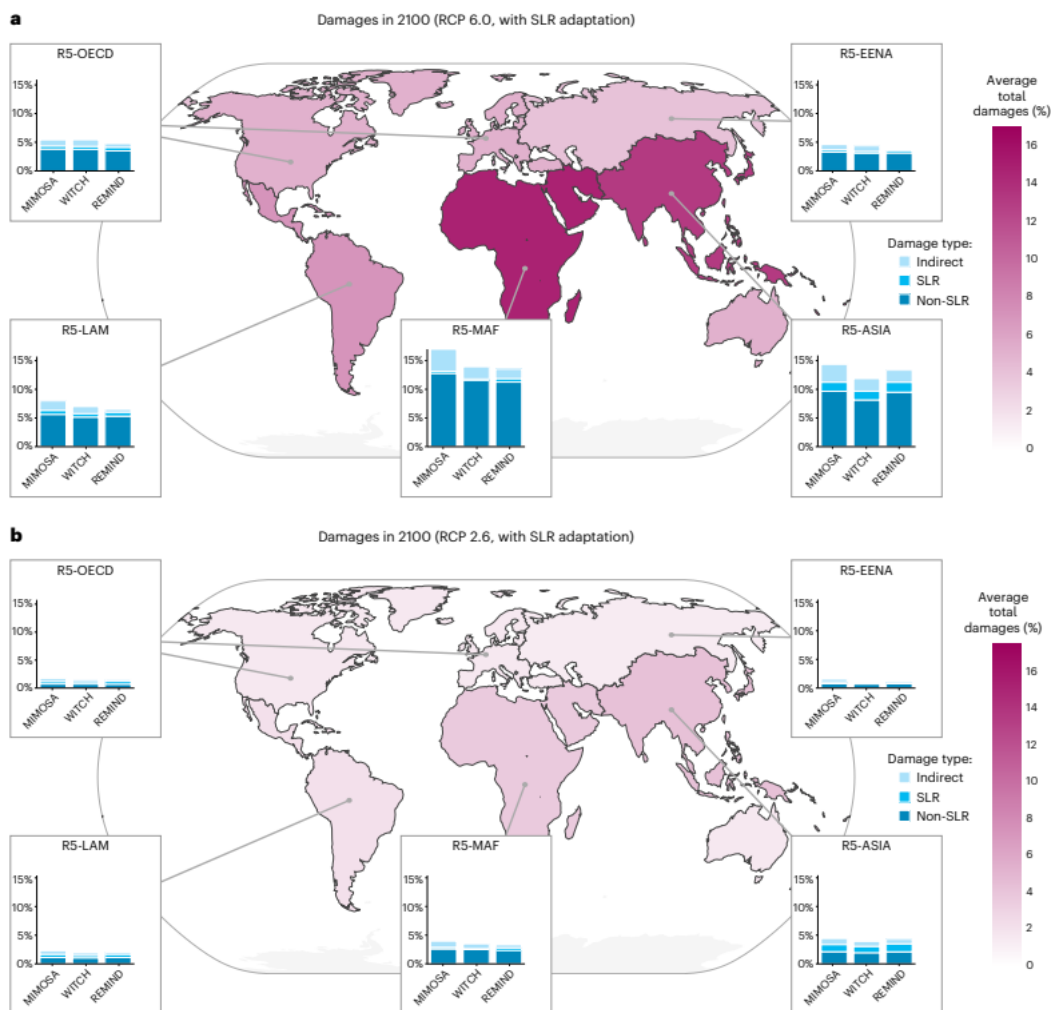 a
Damages in 2100 (RCP 6.0, with SLR adaptation)
R5-OECD
15%
10%
5%
0%
MIMOSA
WITCH
REMIND
R5-EENA
15%
10%
5%
0%
MIMOSA
WITCH
REMIND
Average
total
damages (%)
16
14
12
10
8
6
4
2
0
Damage type:
Indirect
SLR
Non-SLR
R5-LAM
15%
10%
5%
0%
MIMOSA
WITCH
REMIND
R5-MAF
15%
10%
5%
0%
MIMOSA
WITCH
REMIND
R5-ASIA
15%
10%
5%
0%
MIMOSA
WITCH
REMIND
b
Damages in 2100 (RCP 2.6, with SLR adaptation)
R5-OECD
15%
10%
5%
0%
MIMOSA
WITCH
REMIND
R5-EENA
15%
10%
5%
0%
MIMOSA
WITCH
REMIND
Average
total
damages (%)
16
14
12
10
8
6
4
2
0
Damage type:
Indirect
SLR
Non-SLR
R5-LAM
15%
10%
5%
0%
MIMOSA
WITCH
REMIND
R5-MAF
15%
10%
5%
0%
MIMOSA
WITCH
REMIND
R5-ASIA
15%
10%
5%
0%
MIMOSA
WITCH
REMIND